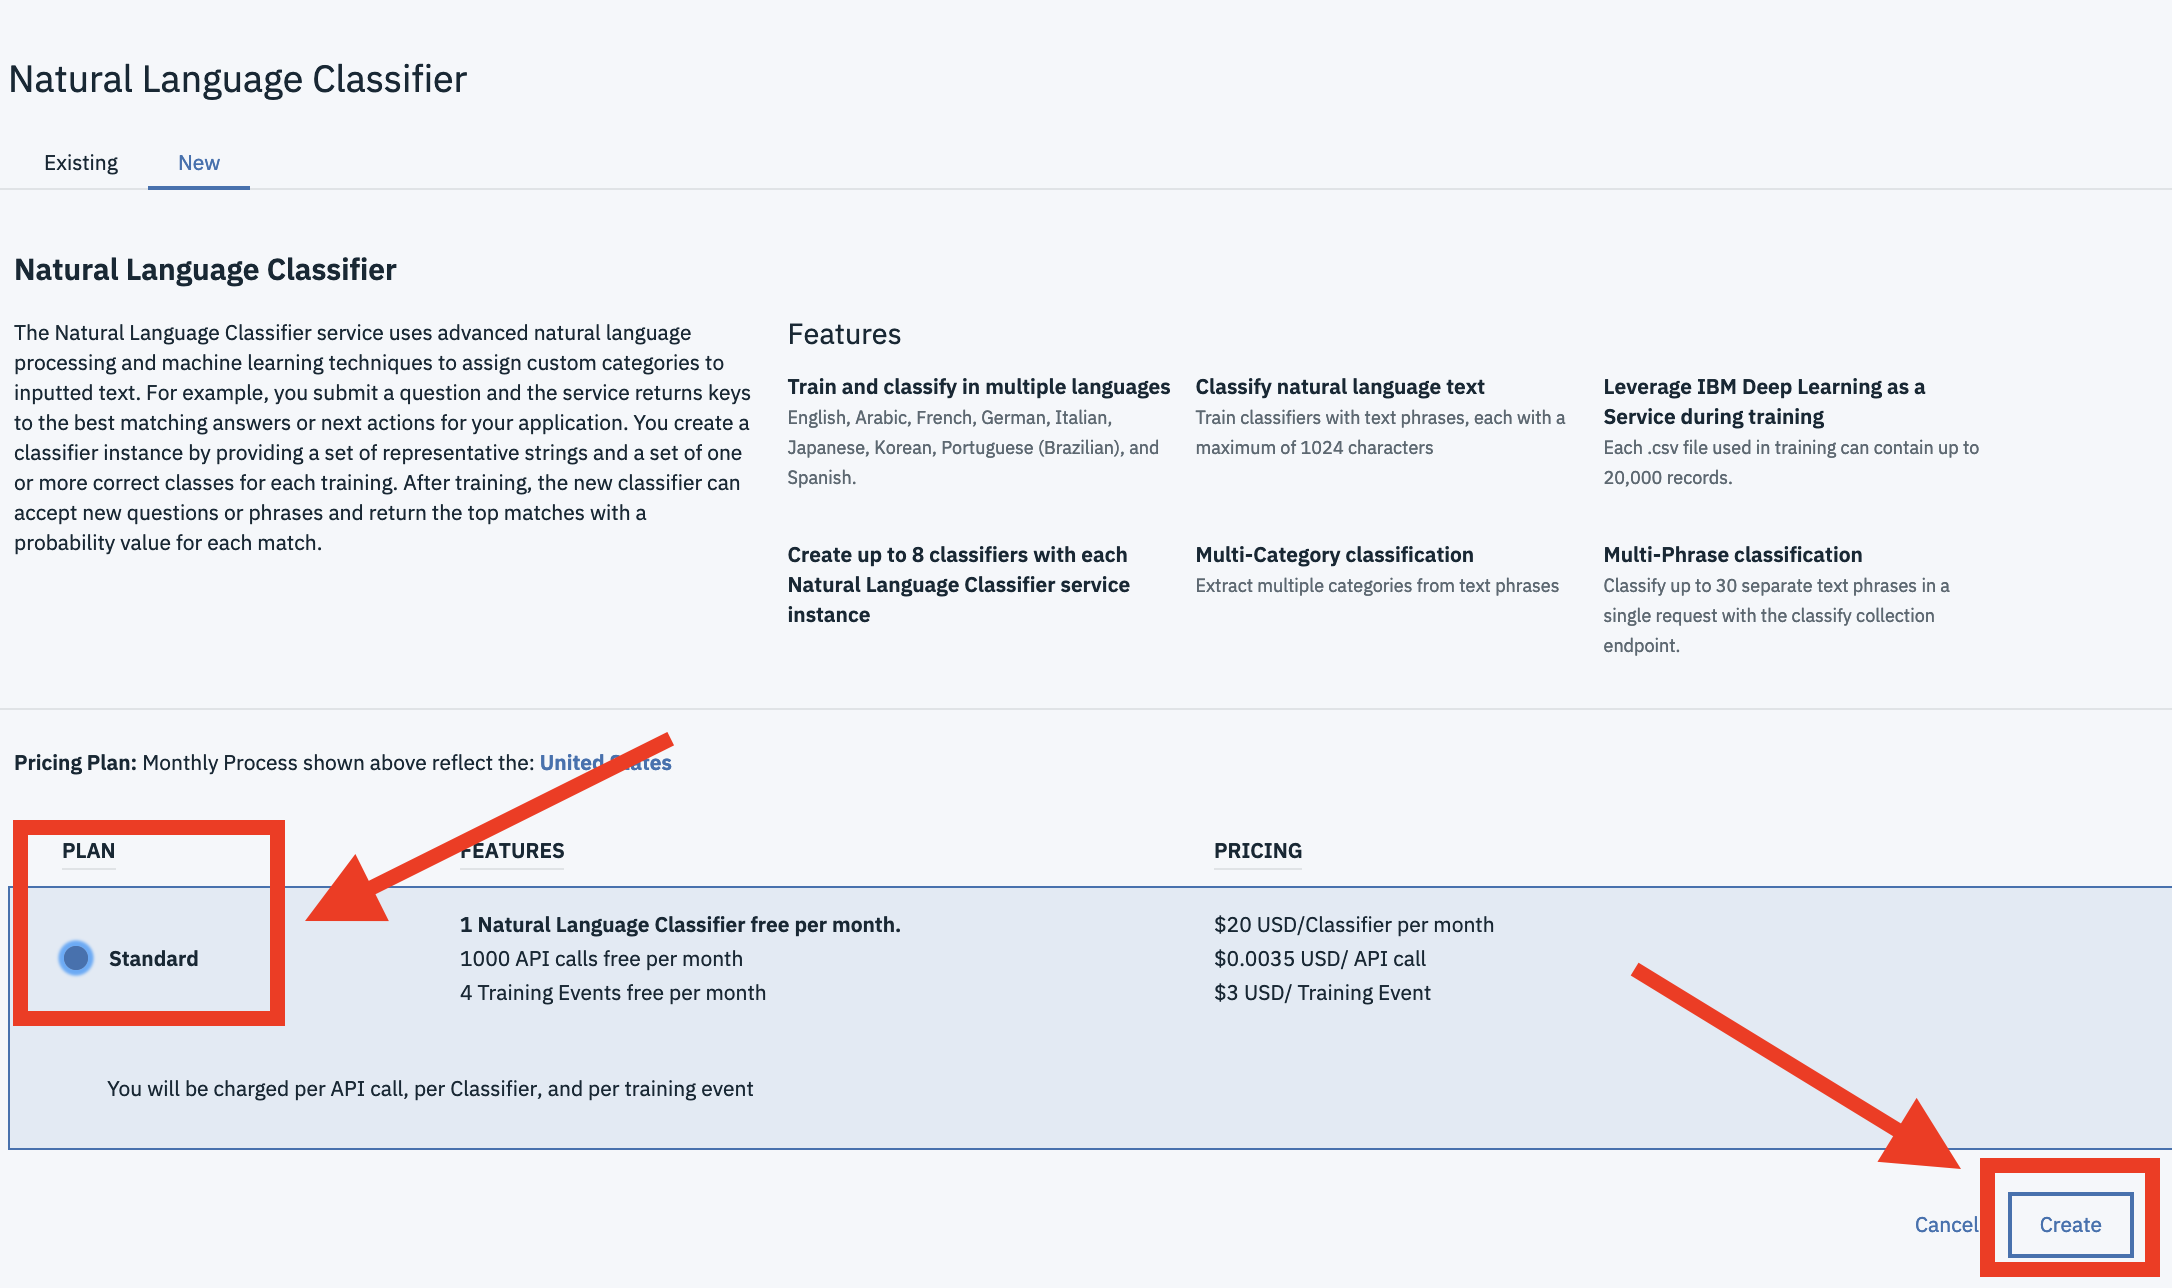 Natural Language Classifier
Existing
New
Natural Language Classifier
The Natural Language Classifier service uses advanced natural language
processing and machine learning techniques to assign custom categories to
inputted text. For example, you submit a question and the service returns keys
to the best matching answers or next actions for your application. You create a
classifier instance by providing a set of representative strings and a set of one
or more correct classes for each training. After training, the new classifier can
accept new questions or phrases and return the top matches with a
probability value for each match.
Features
Train and classify in multiple languages
English, Arabic, French, German, Italian,
Japanese, Korean, Portuguese (Brazilian), and
Spanish.
Classify natural language text
Train classifiers with text phrases, each with a
maximum of 1024 characters
Leverage IBM Deep Learning as a
Service during training
Each .csv file used in training can contain up to
20,000 records.
Create up to 8 classifiers with each
Natural Language Classifier service
instance
Multi-Category classification
Extract multiple categories from text phrases
Multi-Phrase classification
Classify up to 30 separate text phrases in a
single request with the classify collection
endpoint.
Pricing Plan: Monthly Process shown above reflect the: United States
PLAN
FEATURES
PRICING
Standard
1 Natural Language Classifier free per month.
1000 API calls free per month
4 Training Events free per month
$20 USD/Classifier per month
$0.0035 USD/ API call
$3 USD/ Training Event
You will be charged per API call, per Classifier, and per training event
Cancel
Create